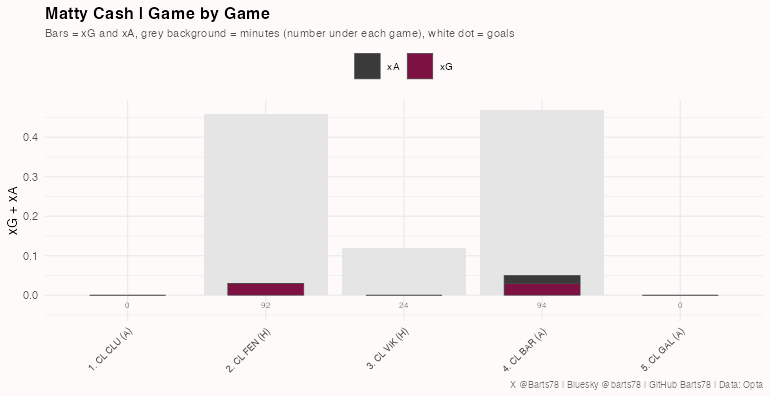 Matty Cash | Game by Game
Bars = xG and xA, grey background = minutes (number under each game), white dot = goals
xA xG
xG + xA
0.4
0.3
0.2
0.1
0.0
0 92 24 94 0
1. CL CLU (A) 2. CL FEN (H) 3. CL VIK (H) 4. CL BAR (A) 5. CL GAL (A)
X @Barts78 | Bluesky @barts78 | GitHub Barts78 | Data: Opta